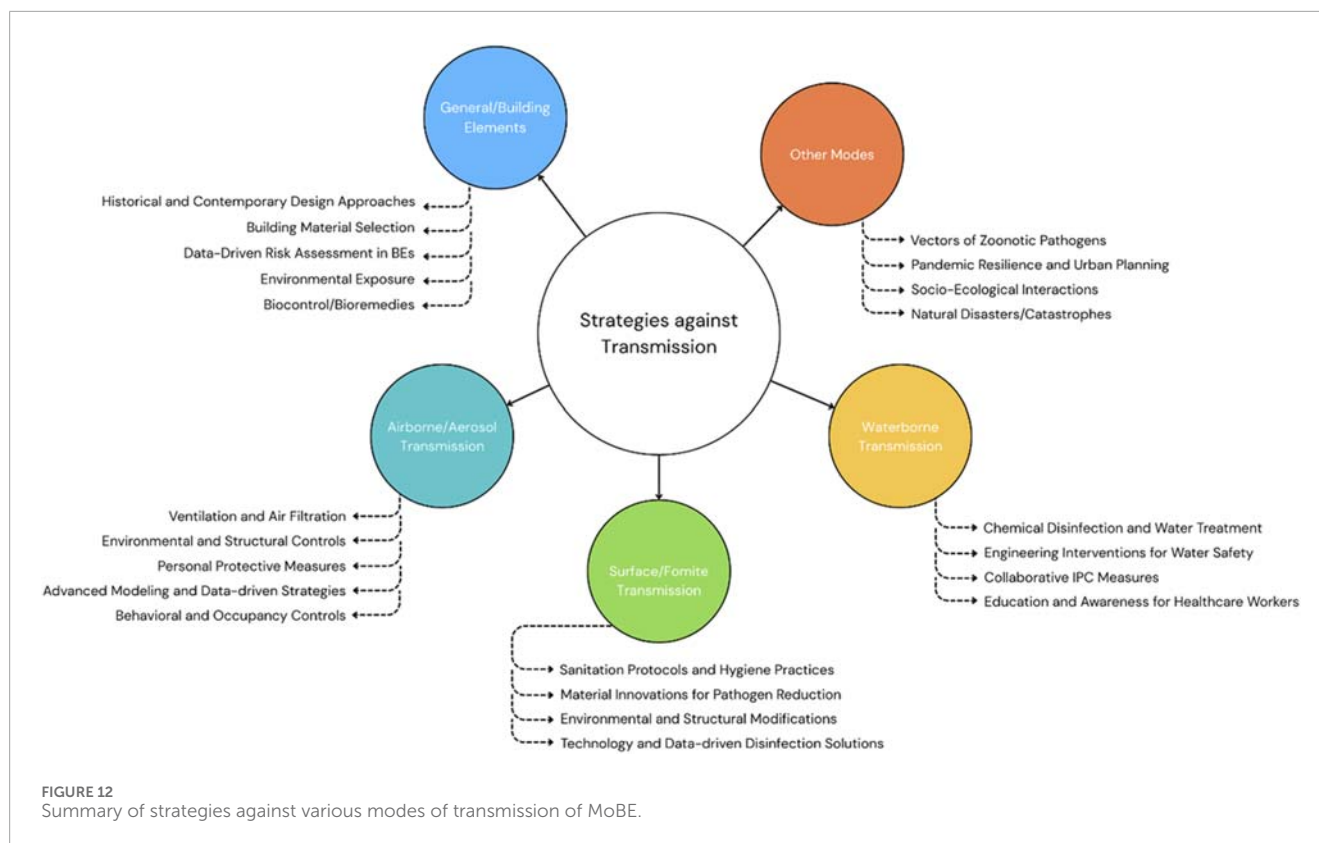 General/Building
Elements
Historical and Contemporary Design Approaches
Building Material Selection
Data-Driven Risk Assessment in BEs
Environmental Exposure
Biocontrol/Bioremedies
Other Modes
Vectors of Zoonotic Pathogens
Pandemic Resilience and Urban Planning
Socio-Ecological Interactions
Natural Disasters/Catastrophes
Strategies against
Transmission
Airborne/Aerosol
Transmission
Ventilation and Air Filtration
Environmental and Structural Controls
Personal Protective Measures
Advanced Modeling and Data-driven Strategies
Behavioral and Occupancy Controls
Waterborne
Transmission
Chemical Disinfection and Water Treatment
Engineering Interventions for Water Safety
Collaborative IPC Measures
Education and Awareness for Healthcare Workers
Surface/Fomite
Transmission
Sanitation Protocols and Hygiene Practices
Material Innovations for Pathogen Reduction
Environmental and Structural Modifications
Technology and Data-driven Disinfection Solutions
FIGURE 12
Summary of strategies against various modes of transmission of MoBE.